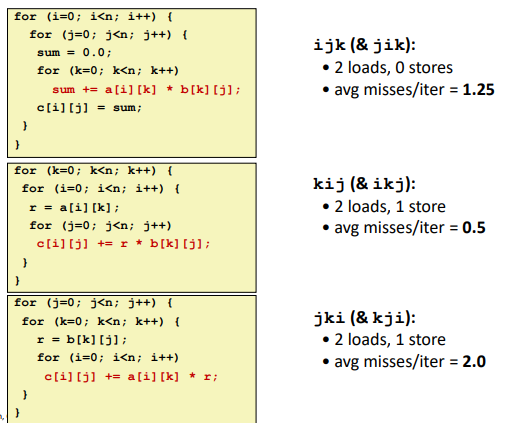 for (i=0; i<n; i++) {
for (j=0; j<n; j++) {
sum = 0.0;
for (k=0; k<n; k++)
sum += a[i][k] * b[k][j];
c[i][j] = sum;
}
}
ijk (& jik):
• 2 loads, 0 stores
• avg misses/iter = 1.25
for (k=0; k<n; k++) {
for (i=0; i<n; i++) {
r = a[i][k];
for (j=0; j<n; j++)
c[i][j] += r * b[k][j];
}
}
kij (& ikj):
• 2 loads, 1 store
• avg misses/iter = 0.5
for (j=0; j<n; j++) {
for (k=0; k<n; k++) {
r = b[k][j];
for (i=0; i<n; i++)
c[i][j] += a[i][k] * r;
}
}
jki (& kji):
• 2 loads, 1 store
• avg misses/iter = 2.0